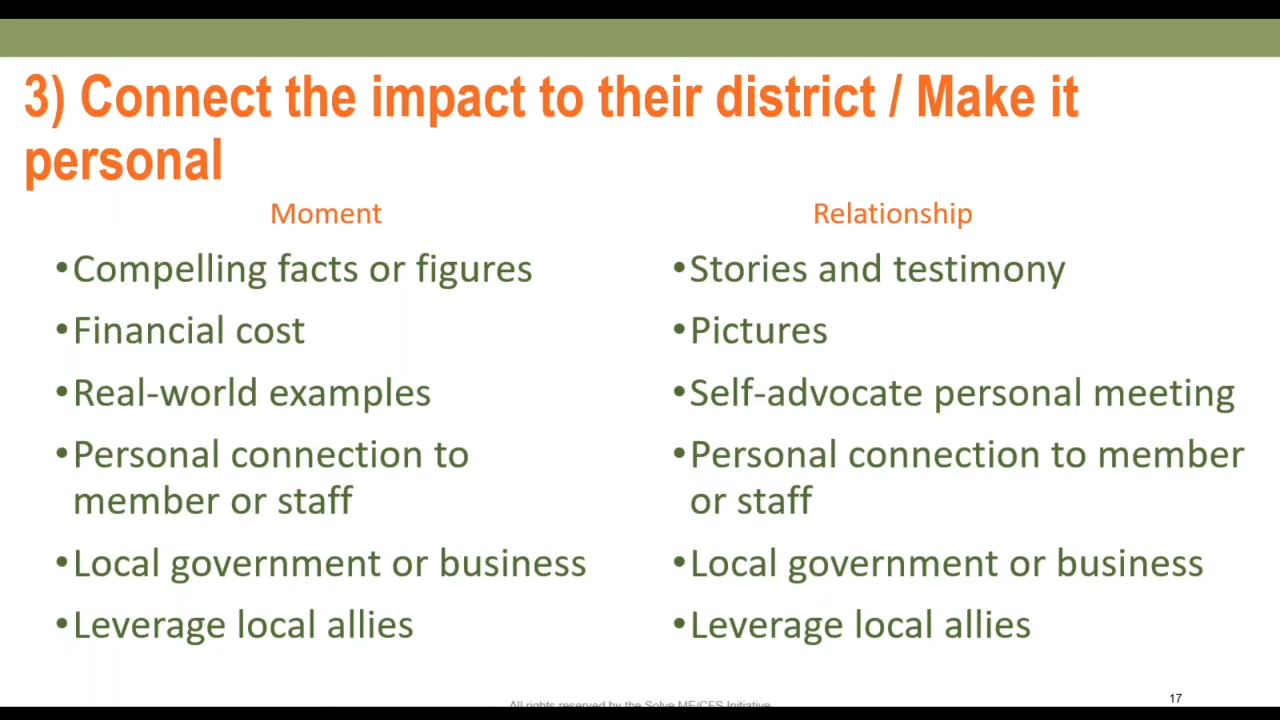 3) Connect the impact to their district / Make it
personal
Moment
•Compelling facts or figures
•Financial cost
•Real-world examples
•Personal connection to
member or staff
•Local government or business
•Leverage local allies
Relationship
•Stories and testimony
•Pictures
•Self-advocate personal meeting
•Personal connection to member
or staff
•Local government or business
•Leverage local allies
All rights reserved by the Solve ME/CFS Initiative
17